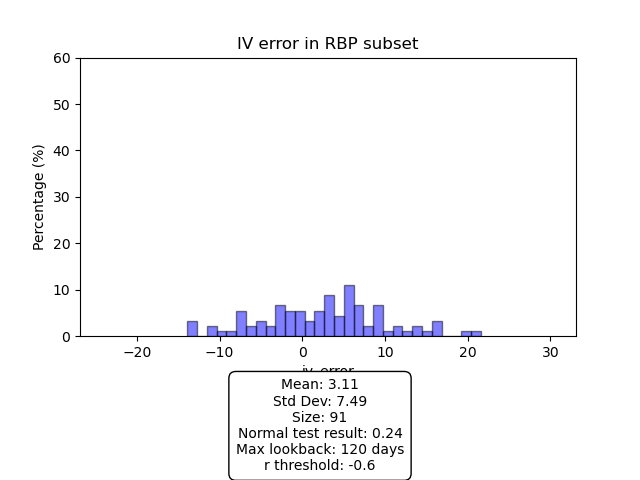 IV error in RBP subset
Percentage (%)
60
50
40
30
20
10
0
−20 −10 0 10 20 30
iv_error
Mean: 3.11
Std Dev: 7.49
Size: 91
Normal test result: 0.24
Max lookback: 120 days
r threshold: -0.6